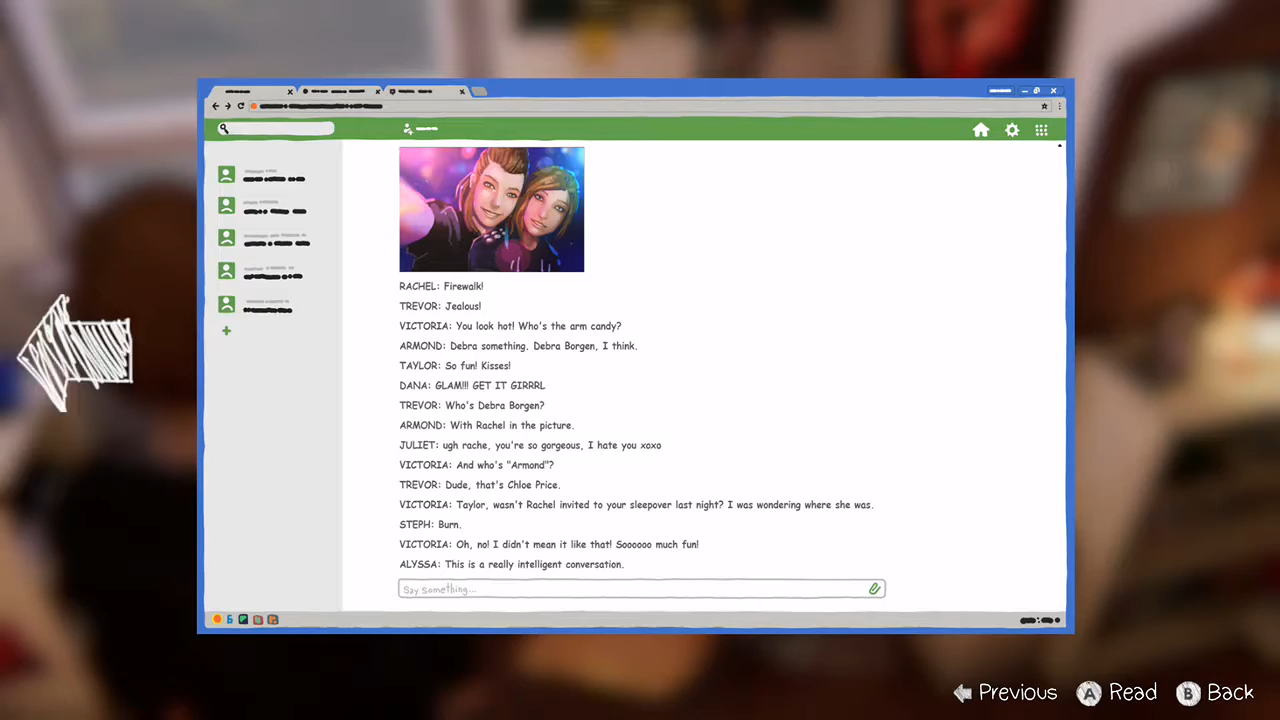 RACHEL: Firewalk!
TREVOR: Jealous!
VICTORIA: You look hot! Who's the arm candy?
ARMOND: Debra something. Debra Borgen, I think.
TAYLOR: So fun! Kisses!
DANA: GLAM!!! GET IT GIRRRL
TREVOR: Who's Debra Borgen?
ARMOND: With Rachel in the picture.
JULIET: ugh rache, you're so gorgeous, I hate you xoxo
VICTORIA: And who's "Armond"?
TREVOR: Dude, that's Chloe Price.
VICTORIA: Taylor, wasn't Rachel invited to your sleepover last night? I was wondering where she was.
STEPH: Burn.
VICTORIA: Oh, no! I didn't mean it like that! Soooooo much fun!
ALYSSA: This is a really intelligent conversation.
Say something...
Previous A Read B Back